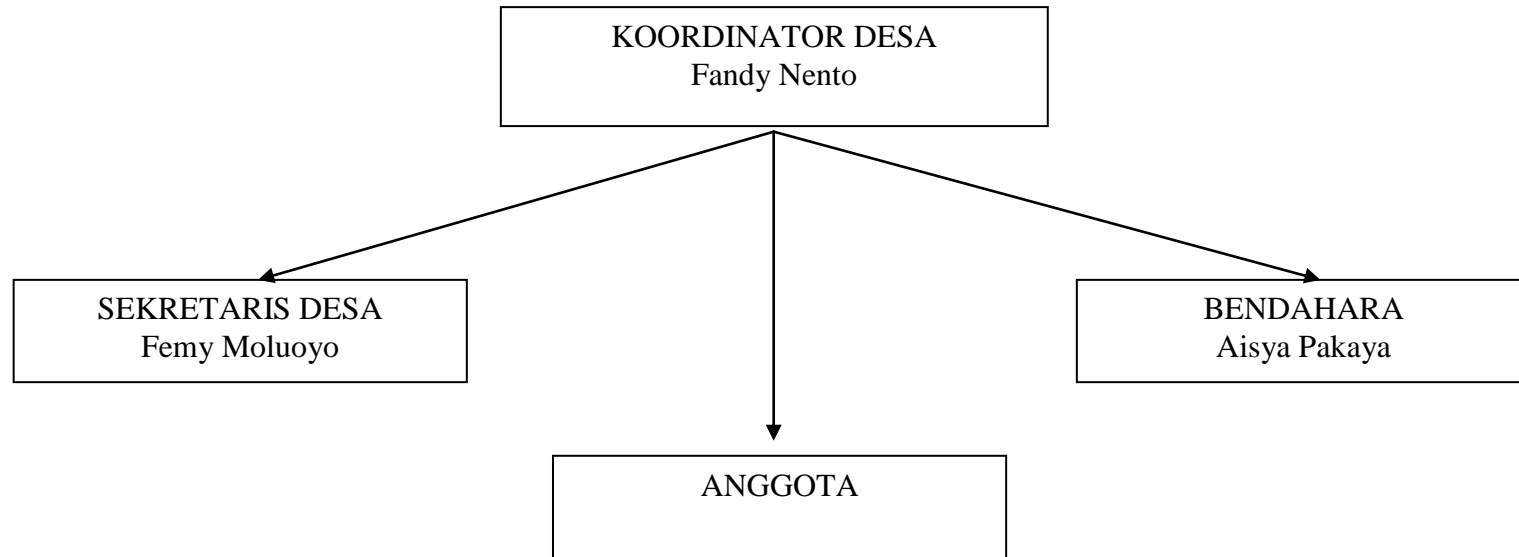 KOORDINATOR DESA
Fandy Nento
SEKRETARIS DESA
Femy Moluoyo
BENDAHARA
Aisya Pakaya
ANGGOTA